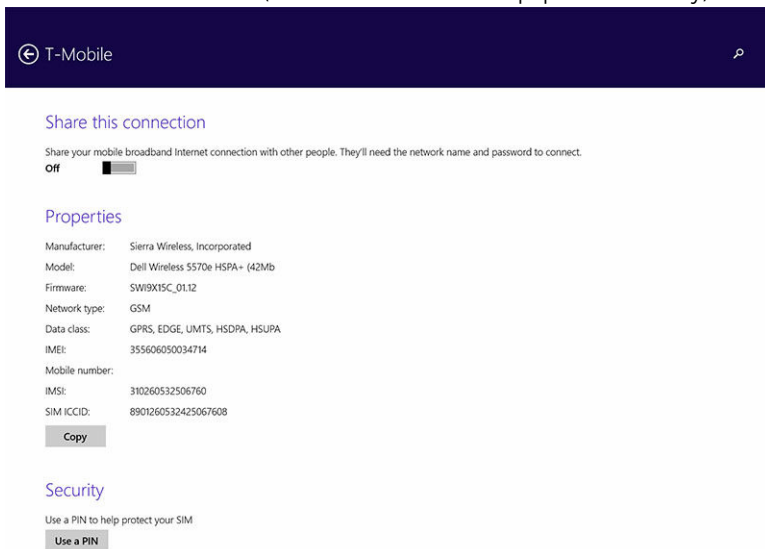 T-Mobile
Share this connection
Share your mobile broadband Internet connection with other people. They'll need the network name and password to connect.
Off
Properties
Manufacturer: Sierra Wireless, Incorporated
Model: Dell Wireless 5570e HSPA+ (42Mb
Firmware: SWI9X15C_01.12
Network type: GSM
Data class: GPRS, EDGE, UMTS, HSDPA, HSUPA
IMEI: 355606050034714
Mobile number:
IMSI: 310260532506760
SIM ICCID: 8901260532425067608
Copy
Security
Use a PIN to help protect your SIM
Use a PIN